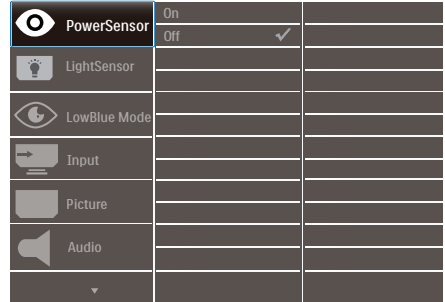 PowerSensor
On
Off
LightSensor
LowBlue Mode
Input
Picture
Audio